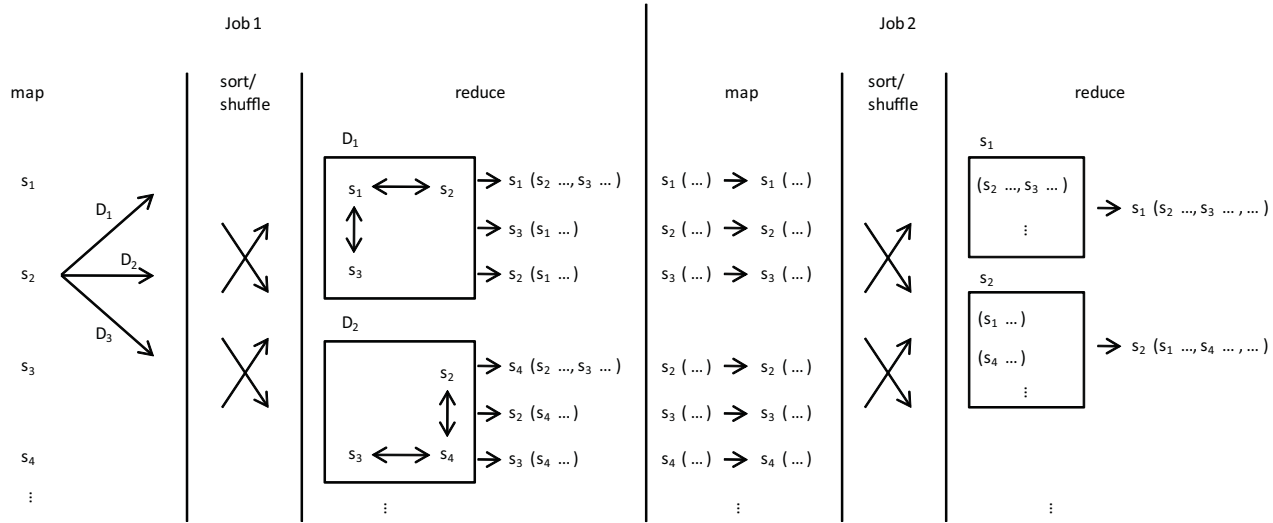 Job 1
Job 2
map
sort/
shuffle
reduce
map
sort/
shuffle
reduce
s1
s2
s3
s4
⋮
D1
D2
D3
D1
s1
s2
s3
s1 (s2 ..., s3 ... )
s3 (s1 ... )
s2 (s1 ... )
D2
s2
s3
s4
s4 (s2 ..., s3 ... )
s2 (s4 ... )
s3 (s4 ... )
⋮
s1 ( ... )
s1 ( ... )
s2 ( ... )
s2 ( ... )
s3 ( ... )
s3 ( ... )
s2 ( ... )
s2 ( ... )
s3 ( ... )
s3 ( ... )
s4 ( ... )
s4 ( ... )
⋮
s1
(s2 ..., s3 ... )
⋮
s1 (s2 ..., s3 ... , ... )
s2
(s1 ... )
(s4 ... )
⋮
s2 (s1 ..., s4 ... , ... )
⋮